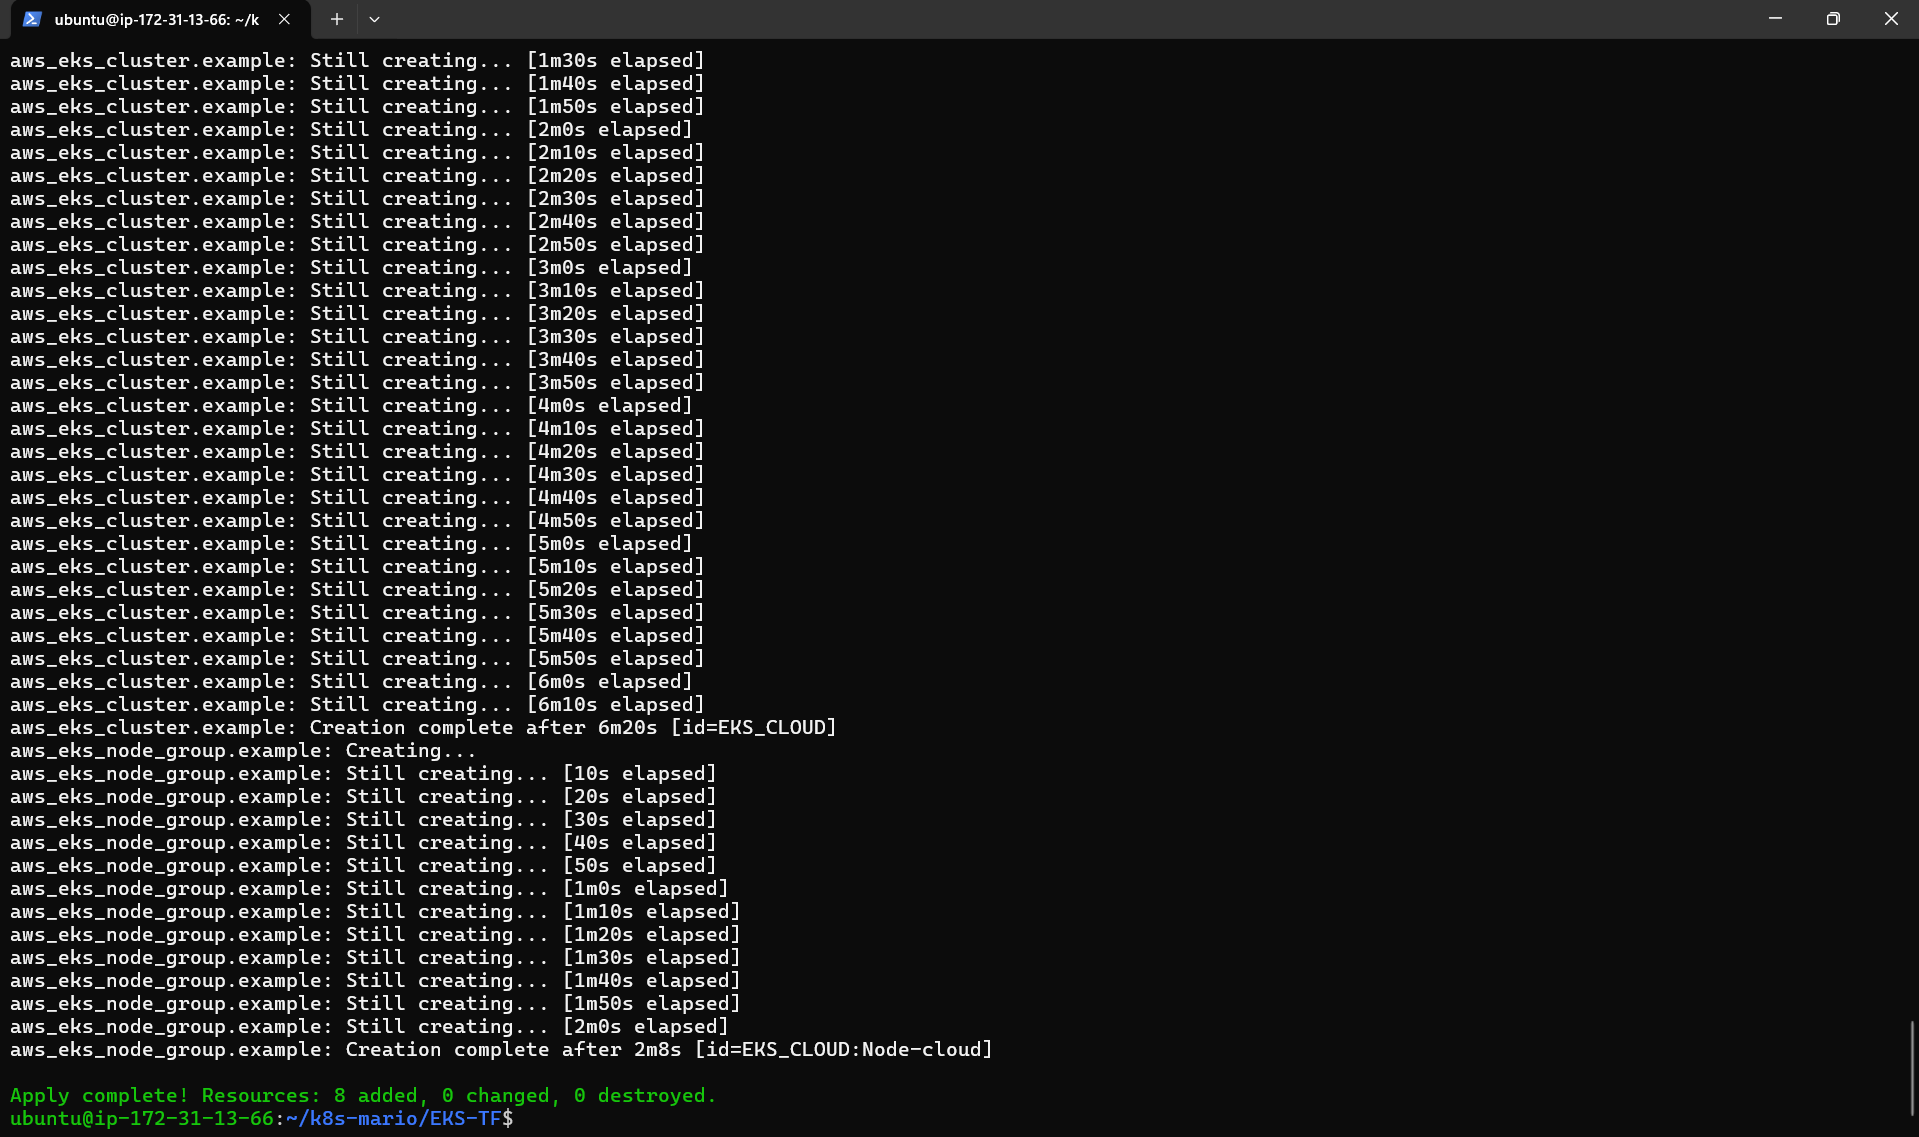 ubuntu@ip-172-31-13-66: ~/k
aws_eks_cluster.example: Still creating... [1m30s elapsed]
aws_eks_cluster.example: Still creating... [1m40s elapsed]
aws_eks_cluster.example: Still creating... [1m50s elapsed]
aws_eks_cluster.example: Still creating... [2m0s elapsed]
aws_eks_cluster.example: Still creating... [2m10s elapsed]
aws_eks_cluster.example: Still creating... [2m20s elapsed]
aws_eks_cluster.example: Still creating... [2m30s elapsed]
aws_eks_cluster.example: Still creating... [2m40s elapsed]
aws_eks_cluster.example: Still creating... [2m50s elapsed]
aws_eks_cluster.example: Still creating... [3m0s elapsed]
aws_eks_cluster.example: Still creating... [3m10s elapsed]
aws_eks_cluster.example: Still creating... [3m20s elapsed]
aws_eks_cluster.example: Still creating... [3m30s elapsed]
aws_eks_cluster.example: Still creating... [3m40s elapsed]
aws_eks_cluster.example: Still creating... [3m50s elapsed]
aws_eks_cluster.example: Still creating... [4m0s elapsed]
aws_eks_cluster.example: Still creating... [4m10s elapsed]
aws_eks_cluster.example: Still creating... [4m20s elapsed]
aws_eks_cluster.example: Still creating... [4m30s elapsed]
aws_eks_cluster.example: Still creating... [4m40s elapsed]
aws_eks_cluster.example: Still creating... [4m50s elapsed]
aws_eks_cluster.example: Still creating... [5m0s elapsed]
aws_eks_cluster.example: Still creating... [5m10s elapsed]
aws_eks_cluster.example: Still creating... [5m20s elapsed]
aws_eks_cluster.example: Still creating... [5m30s elapsed]
aws_eks_cluster.example: Still creating... [5m40s elapsed]
aws_eks_cluster.example: Still creating... [5m50s elapsed]
aws_eks_cluster.example: Still creating... [6m0s elapsed]
aws_eks_cluster.example: Still creating... [6m10s elapsed]
aws_eks_cluster.example: Creation complete after 6m20s [id=EKS_CLOUD]
aws_eks_node_group.example: Creating...
aws_eks_node_group.example: Still creating... [10s elapsed]
aws_eks_node_group.example: Still creating... [20s elapsed]
aws_eks_node_group.example: Still creating... [30s elapsed]
aws_eks_node_group.example: Still creating... [40s elapsed]
aws_eks_node_group.example: Still creating... [50s elapsed]
aws_eks_node_group.example: Still creating... [1m0s elapsed]
aws_eks_node_group.example: Still creating... [1m10s elapsed]
aws_eks_node_group.example: Still creating... [1m20s elapsed]
aws_eks_node_group.example: Still creating... [1m30s elapsed]
aws_eks_node_group.example: Still creating... [1m40s elapsed]
aws_eks_node_group.example: Still creating... [1m50s elapsed]
aws_eks_node_group.example: Still creating... [2m0s elapsed]
aws_eks_node_group.example: Creation complete after 2m8s [id=EKS_CLOUD:Node-cloud]
Apply complete! Resources: 8 added, 0 changed, 0 destroyed.
ubuntu@ip-172-31-13-66:~/k8s-mario/EKS-TF$